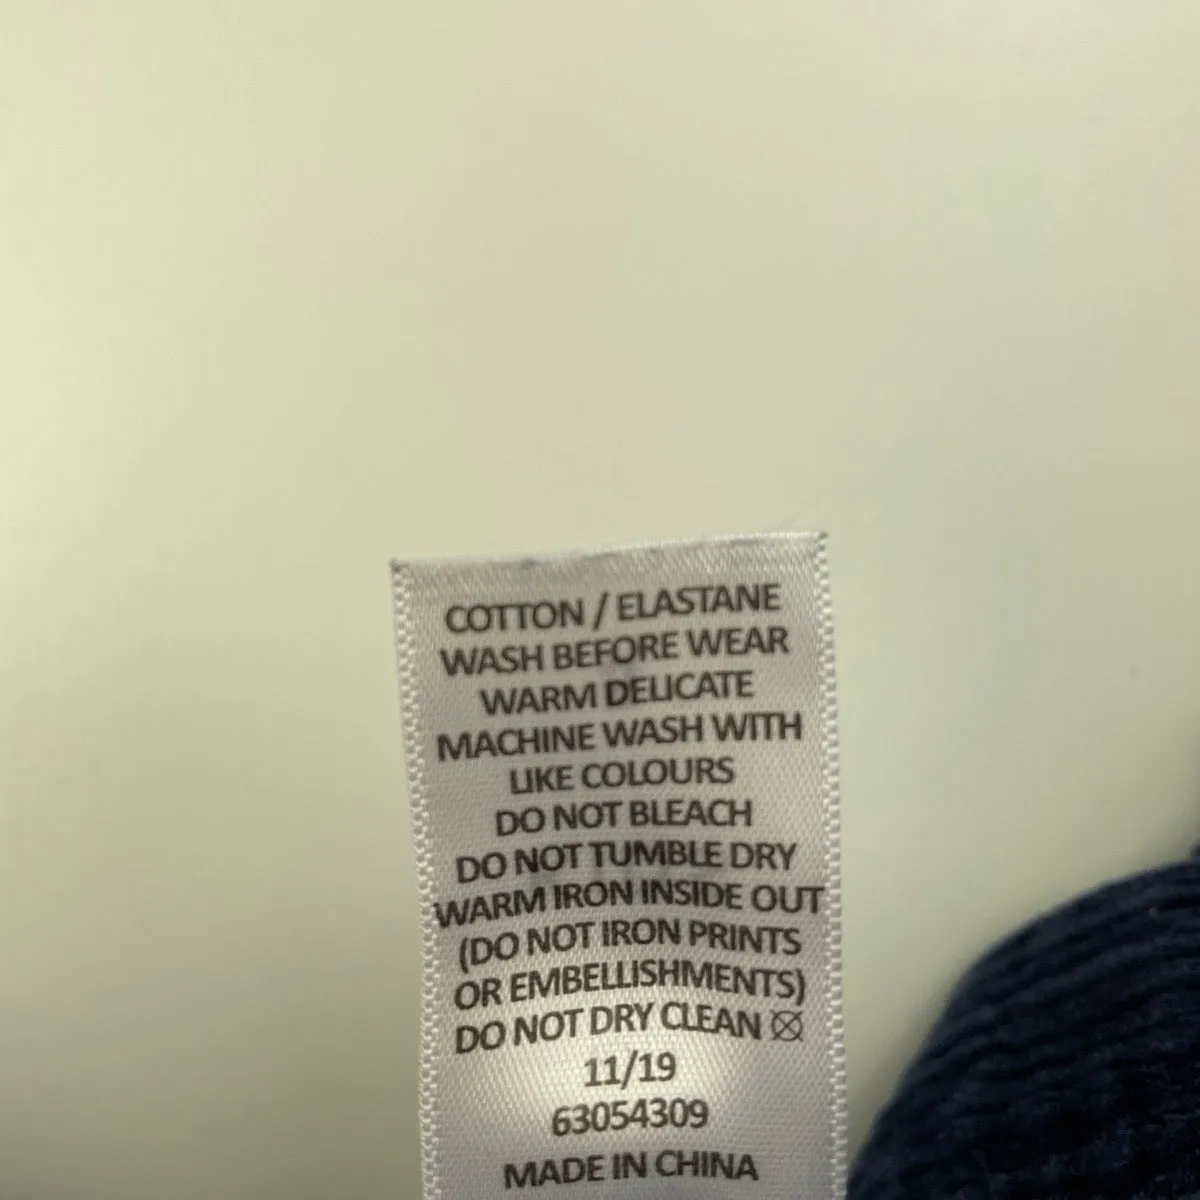 COTTON / ELASTANE
WASH BEFORE WEAR
WARM DELICATE
MACHINE WASH WITH
LIKE COLOURS
DO NOT BLEACH
DO NOT TUMBLE DRY
WARM IRON INSIDE OUT
(DO NOT IRON PRINTS
OR EMBELLISHMENTS)
DO NOT DRY CLEAN
11/19
63054309
MADE IN CHINA